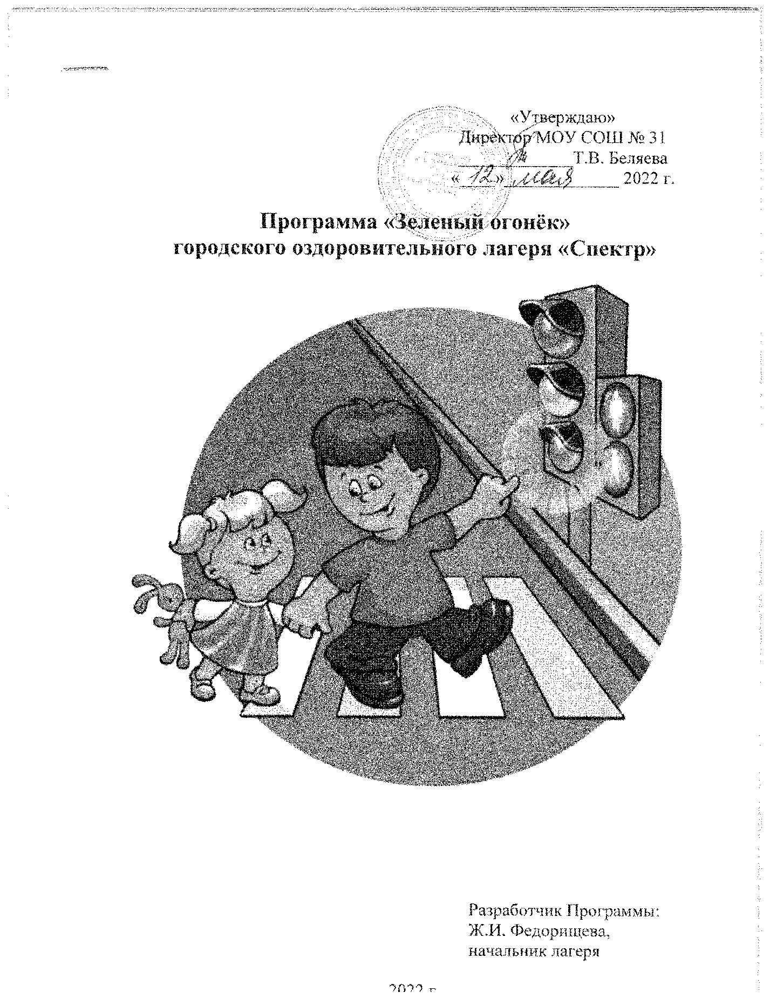 «Утверждаю»
Директор МОУ СОШ № 31
Т.В. Беляева
«12» мая 2022 г.
Программа «Зеленый огонёк»
городского оздоровительного лагеря «Спектр»
Разработчик Программы:
Ж.И. Федорищева,
начальник лагеря
2022 г